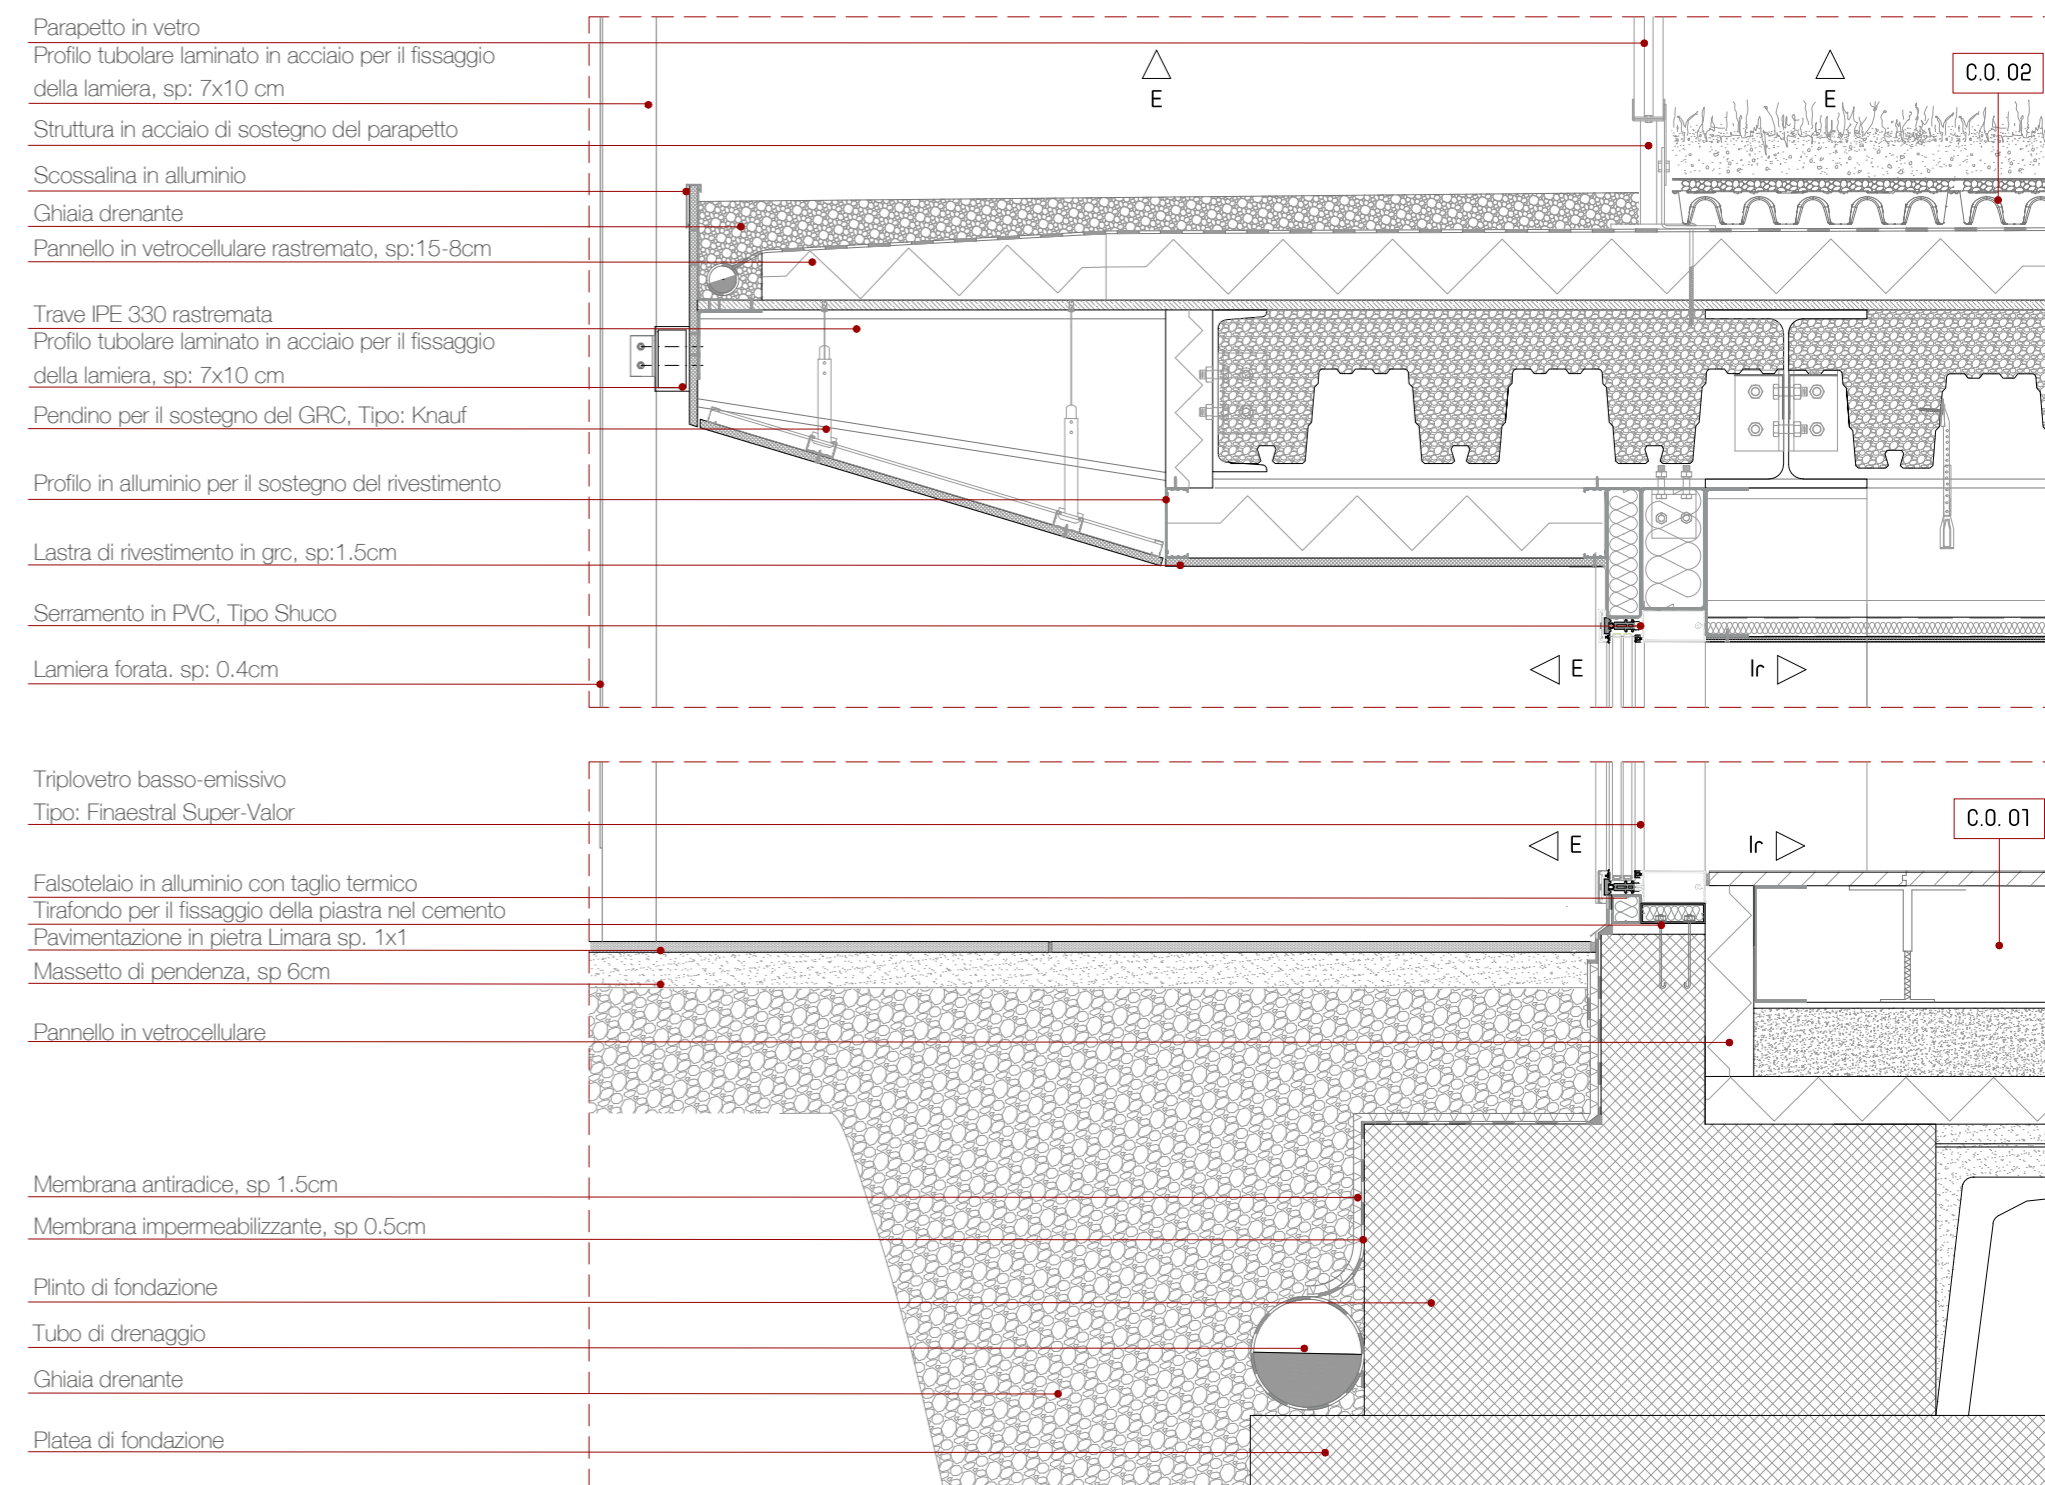 Parapetto in vetro
Profilo tubolare laminato in acciaio per il fissaggio
della lamiera, sp: 7x10 cm
Struttura in acciaio di sostegno del parapetto
Scossalina in alluminio
Ghiaia drenante
Pannello in vetrocellulare rastremato, sp:15-8cm
Trave IPE 330 rastremata
Profilo tubolare laminato in acciaio per il fissaggio
della lamiera, sp: 7x10 cm
Pendino per il sostegno del GRC, Tipo: Knauf
Profilo in alluminio per il sostegno del rivestimento
Lastra di rivestimento in grc, sp:1.5cm
Serramento in PVC, Tipo Shuco
Lamiera forata. sp: 0.4cm
E
E
C.O. 02
E
Ir
Triplovetro basso-emissivo
Tipo: Finaestral Super-Valor
Falsotelaio in alluminio con taglio termico
Tirafondo per il fissaggio della piastra nel cemento
Pavimentazione in pietra Limara sp. 1x1
Massetto di pendenza, sp 6cm
Pannello in vetrocellulare
Membrana antiradice, sp 1.5cm
Membrana impermeabilizzante, sp 0.5cm
Plinto di fondazione
Tubo di drenaggio
Ghiaia drenante
Platea di fondazione
E
Ir
C.O. 01